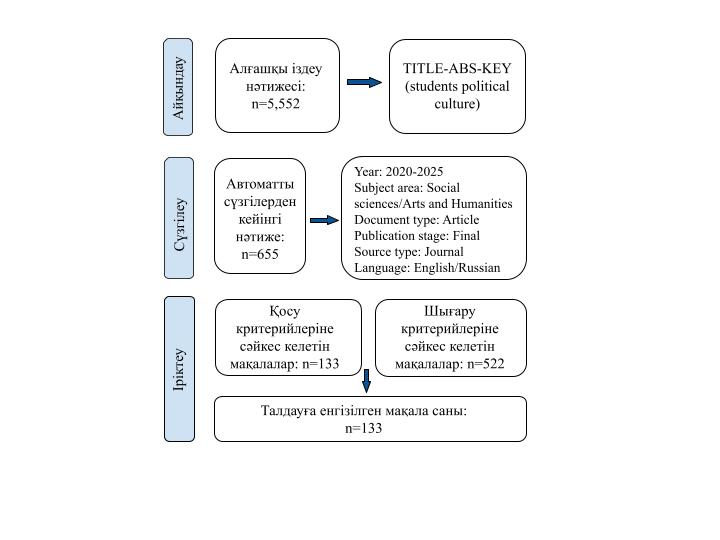 Айқындау
Алғашқы іздеу
нәтижесі:
n=5,552
TITLE-ABS-KEY
(students political
culture)
Сүзгілеу
Автоматты
сүзгілерден
кейінгі
нәтиже:
n=655
Year: 2020-2025
Subject area: Social
sciences/Arts and Humanities
Document type: Article
Publication stage: Final
Source type: Journal
Language: English/Russian
Іріктеу
Қосу
критерийлеріне
сәйкес келетін
мақалалар: n=133
Шығару
критерийлеріне
сәйкес келетін
мақалалар: n=522
Талдауға енгізілген мақала саны:
n=133